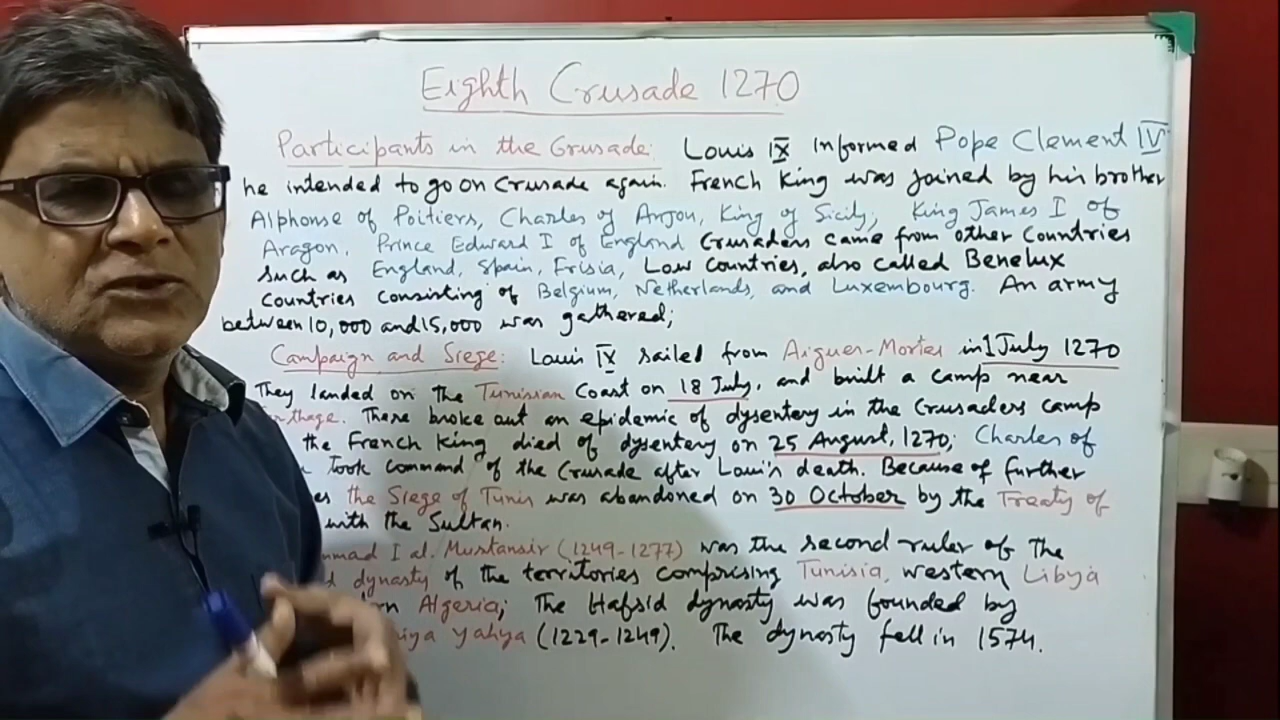 Eighth Crusade 1270
Participants in the Crusade: Louis IX informed Pope Clement IV
he intended to go on Crusade again. French King was joined by his brother
Alphonse of Poitiers, Charles of Anjou, King of Sicily, King James I of
Aragon, Prince Edward I of England Crusaders came from other countries
such as England, Spain, Frisia, Low Countries, also called Benelux
Countries consisting of Belgium, Netherlands, and Luxembourg. An army
between 10,000 and 15,000 was gathered;
Campaign and Siege: Louis IX sailed from Aigues-Mortes in 1 July 1270
They landed on the Tunisian Coast on 18 July, and built a camp near
thage. There broke out an epidemic of dysentery in the Crusaders camp
the French King died of dysentery on 25 August, 1270; Charles of
took command of the Crusade after Louis's death. Because of further
the Siege of Tunis was abandoned on 30 October by the Treaty of
with the Sultan.
mmad I al. Mustansir (1249-1277) was the second ruler of the
d dynasty of the territories comprising Tunisia, western Libya
rn Algeria; The Hafsid dynasty was founded by
iya Yahya (1229-1249). The dynasty fell in 1574.